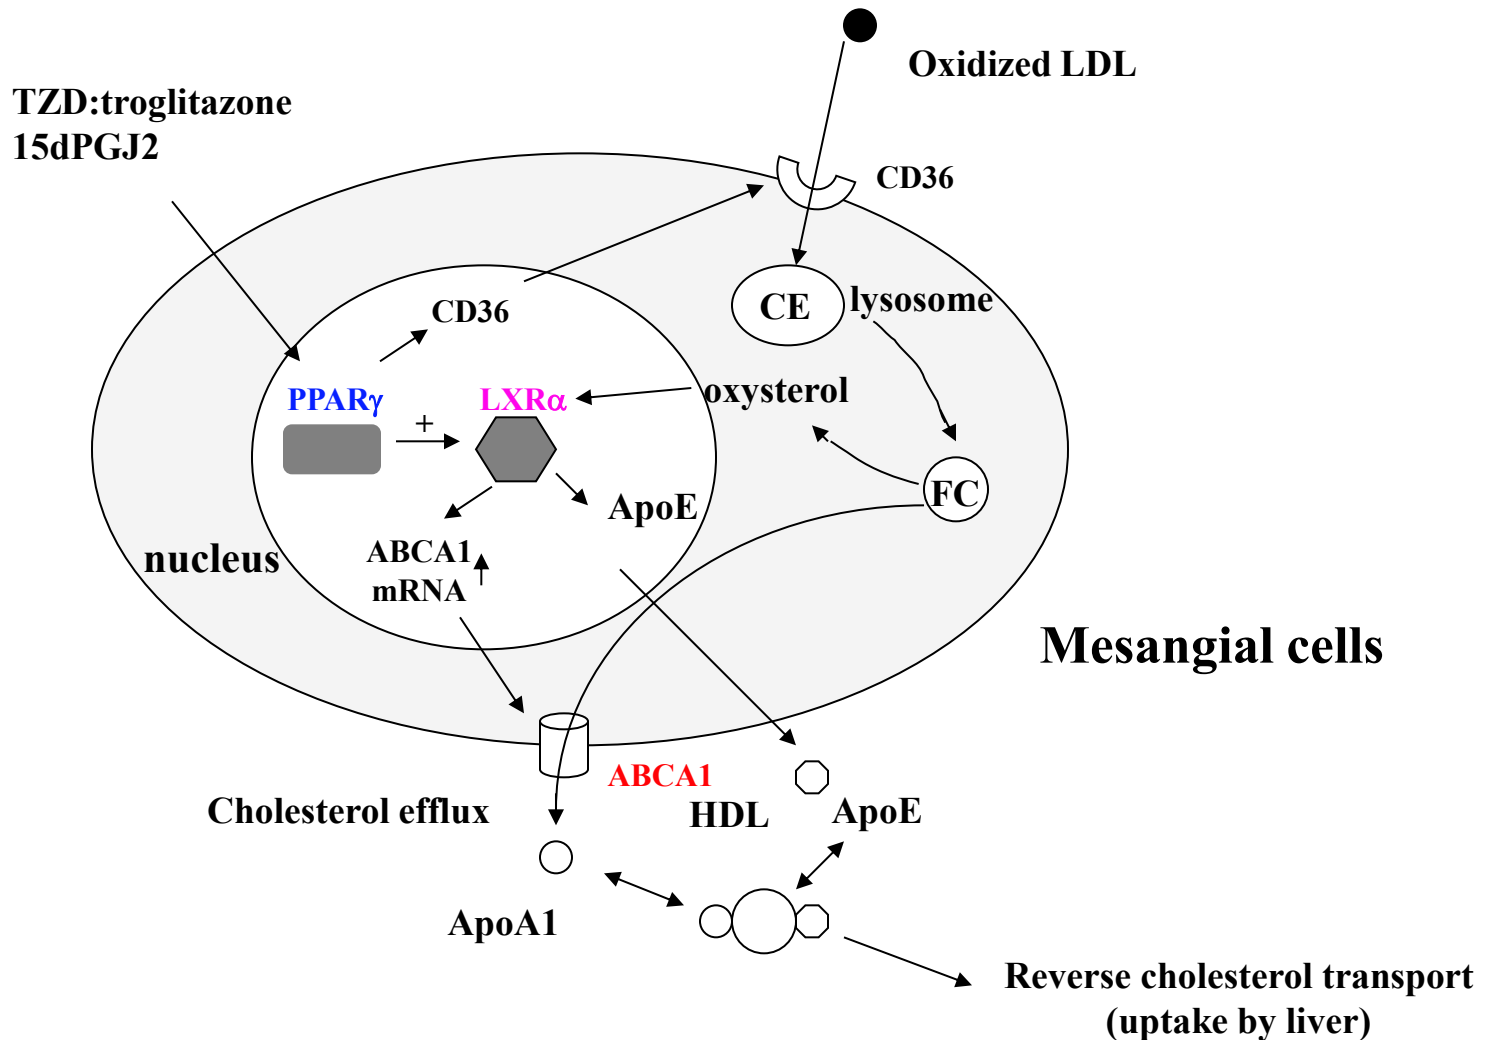 Oxidized LDL
TZD:troglitazone
15dPGJ2
CD36
CD36
CE
lysosome
PPARγ
LXRα
oxysterol
+
FC
ApoE
nucleus
ABCA1
mRNA
Mesangial cells
ABCA1
Cholesterol efflux
HDL
ApoE
ApoA1
Reverse cholesterol transport
(uptake by liver)